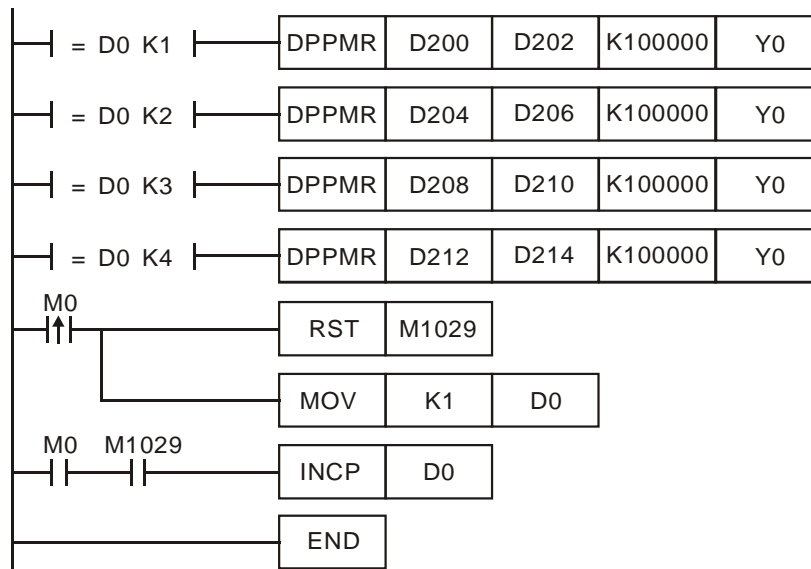 = D0 K1 DPPMR D200 D202 K100000 Y0
= D0 K2 DPPMR D204 D206 K100000 Y0
= D0 K3 DPPMR D208 D210 K100000 Y0
= D0 K4 DPPMR D212 D214 K100000 Y0
M0
RST M1029
MOV K1 D0
M0 M1029
INCP D0
END